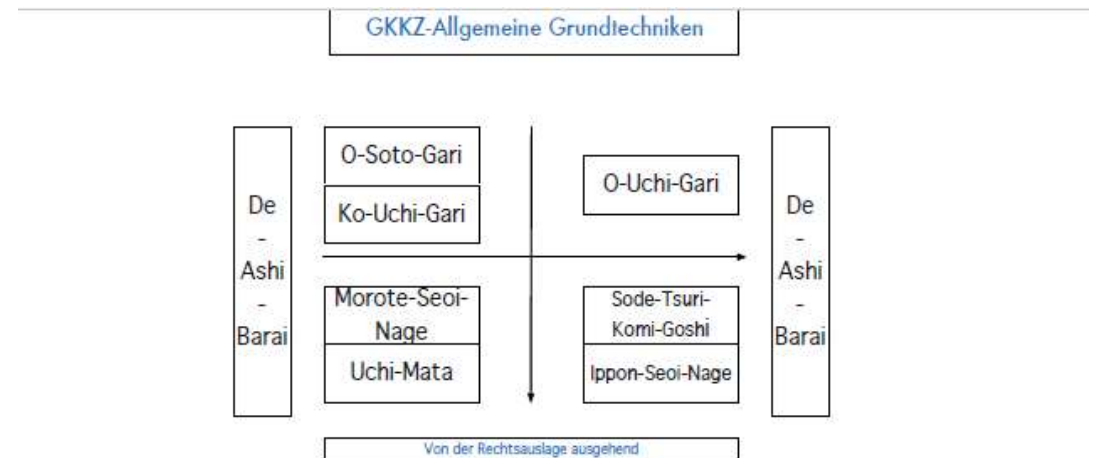 GKKZ-Allgemeine Grundtechniken
De
-
Ashi
-
Barai
O-Soto-Gari
Ko-Uchi-Gari
O-Uchi-Gari
De
-
Ashi
-
Barai
Morote-Seoi-
Nage
Uchi-Mata
Sode-Tsuri-
Komi-Goshi
Ippon-Seoi-Nage
Von der Rechtsauslage ausgehend